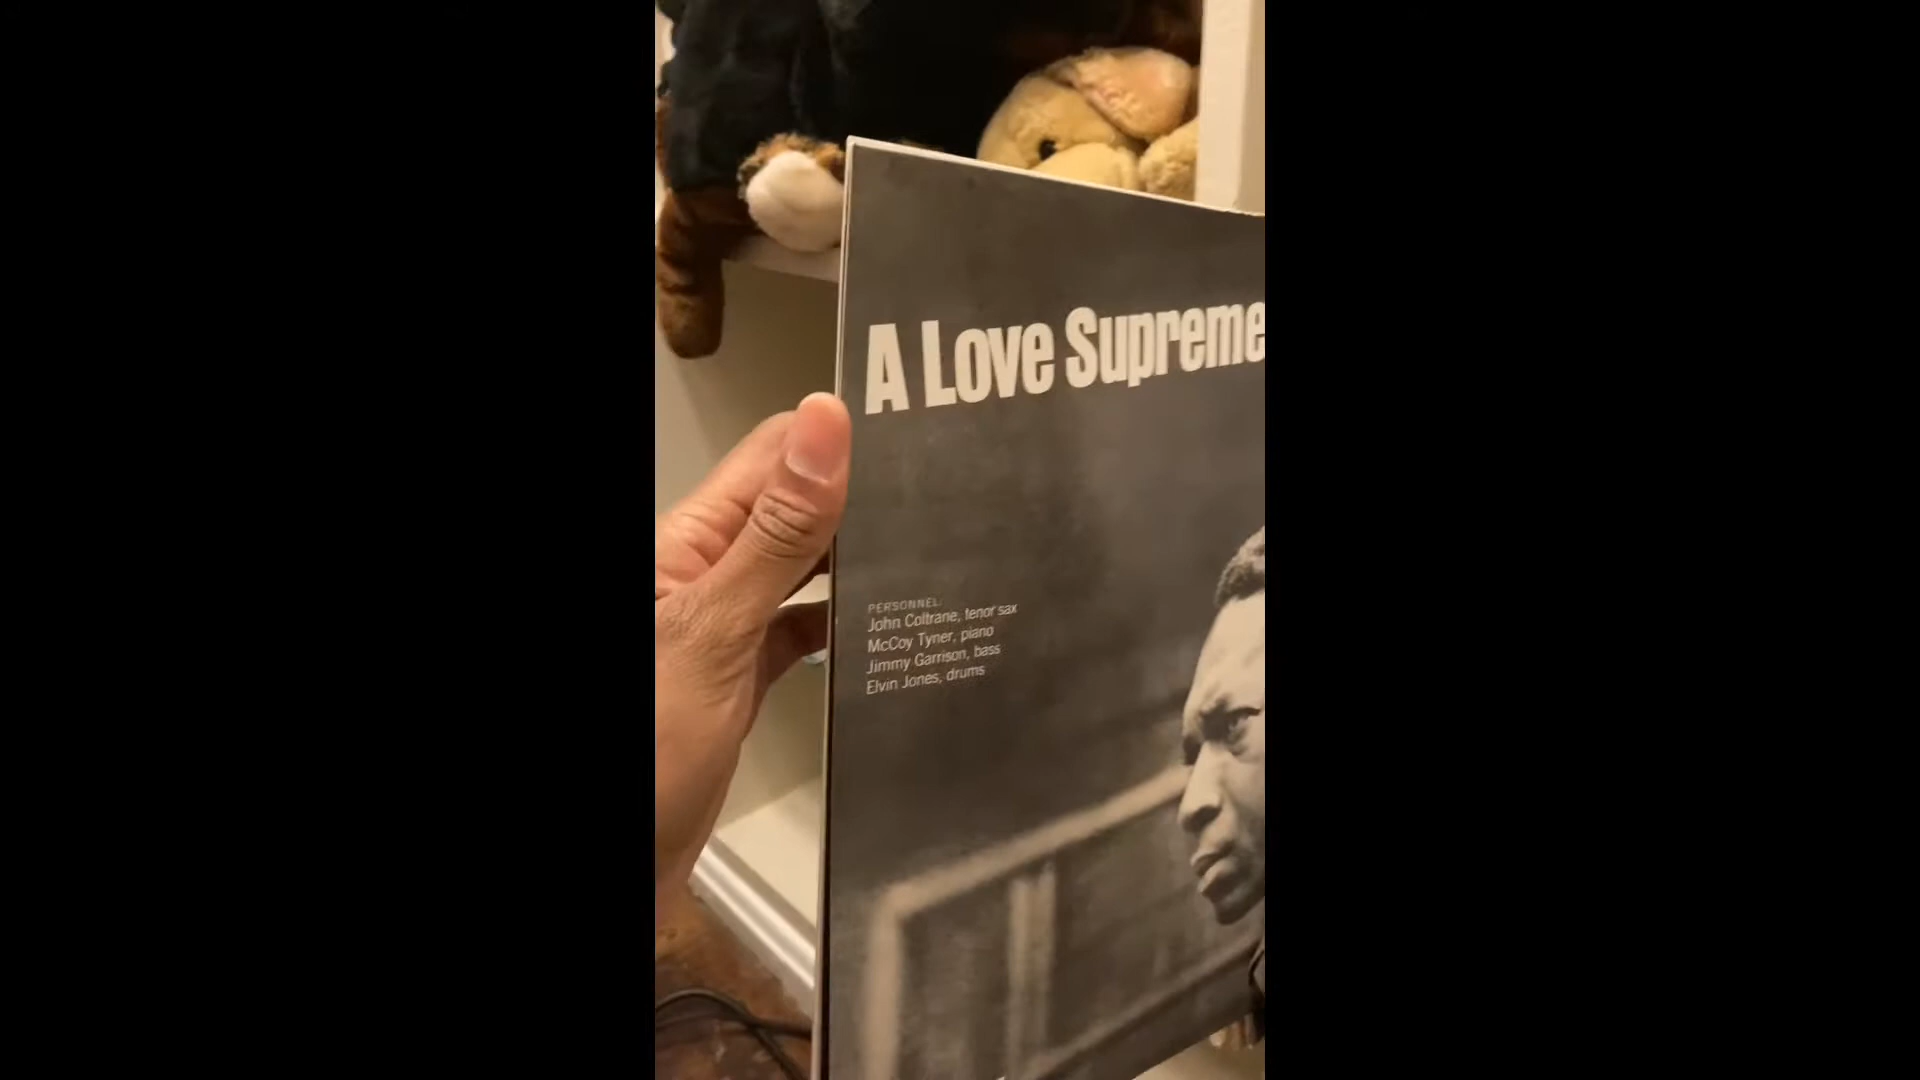 A Love Supreme
PERSONNEL:
John Coltrane, tenor sax
McCoy Tyner, piano
Jimmy Garrison, bass
Elvin Jones, drums